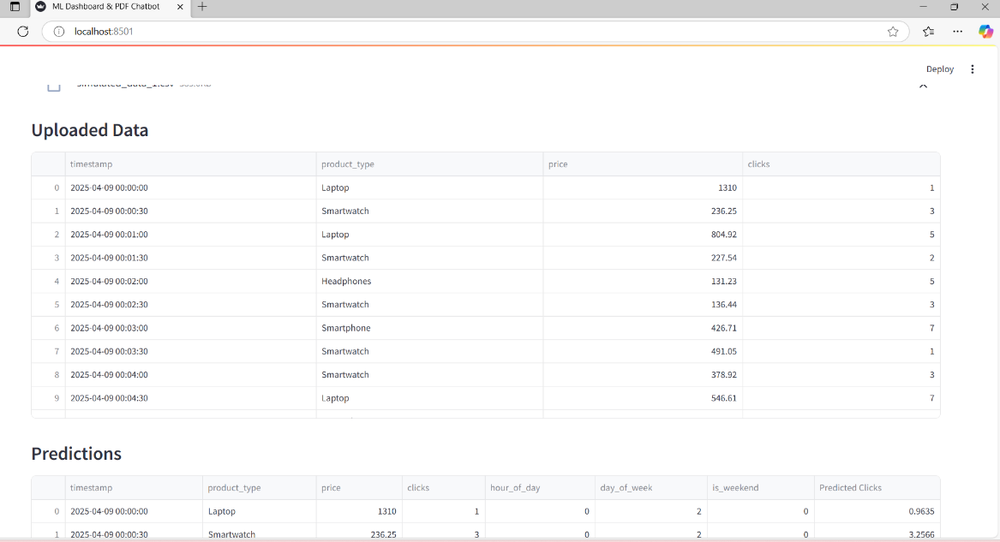 ML Dashboard & PDF Chatbot
localhost:8501
Deploy
simulated_data_1.csv
Uploaded Data
timestamp product_type price clicks
0 2025-04-09 00:00:00 Laptop 1310 1
1 2025-04-09 00:00:30 Smartwatch 236.25 3
2 2025-04-09 00:01:00 Laptop 804.92 5
3 2025-04-09 00:01:30 Smartwatch 227.54 2
4 2025-04-09 00:02:00 Headphones 131.23 5
5 2025-04-09 00:02:30 Smartwatch 136.44 3
6 2025-04-09 00:03:00 Smartphone 426.71 7
7 2025-04-09 00:03:30 Smartwatch 491.05 1
8 2025-04-09 00:04:00 Smartwatch 378.92 3
9 2025-04-09 00:04:30 Laptop 546.61 7
Predictions
timestamp product_type price clicks hour_of_day day_of_week is_weekend Predicted Clicks
0 2025-04-09 00:00:00 Laptop 1310 1 0 2 0 0.9635
1 2025-04-09 00:00:30 Smartwatch 236.25 3 0 2 0 3.2566